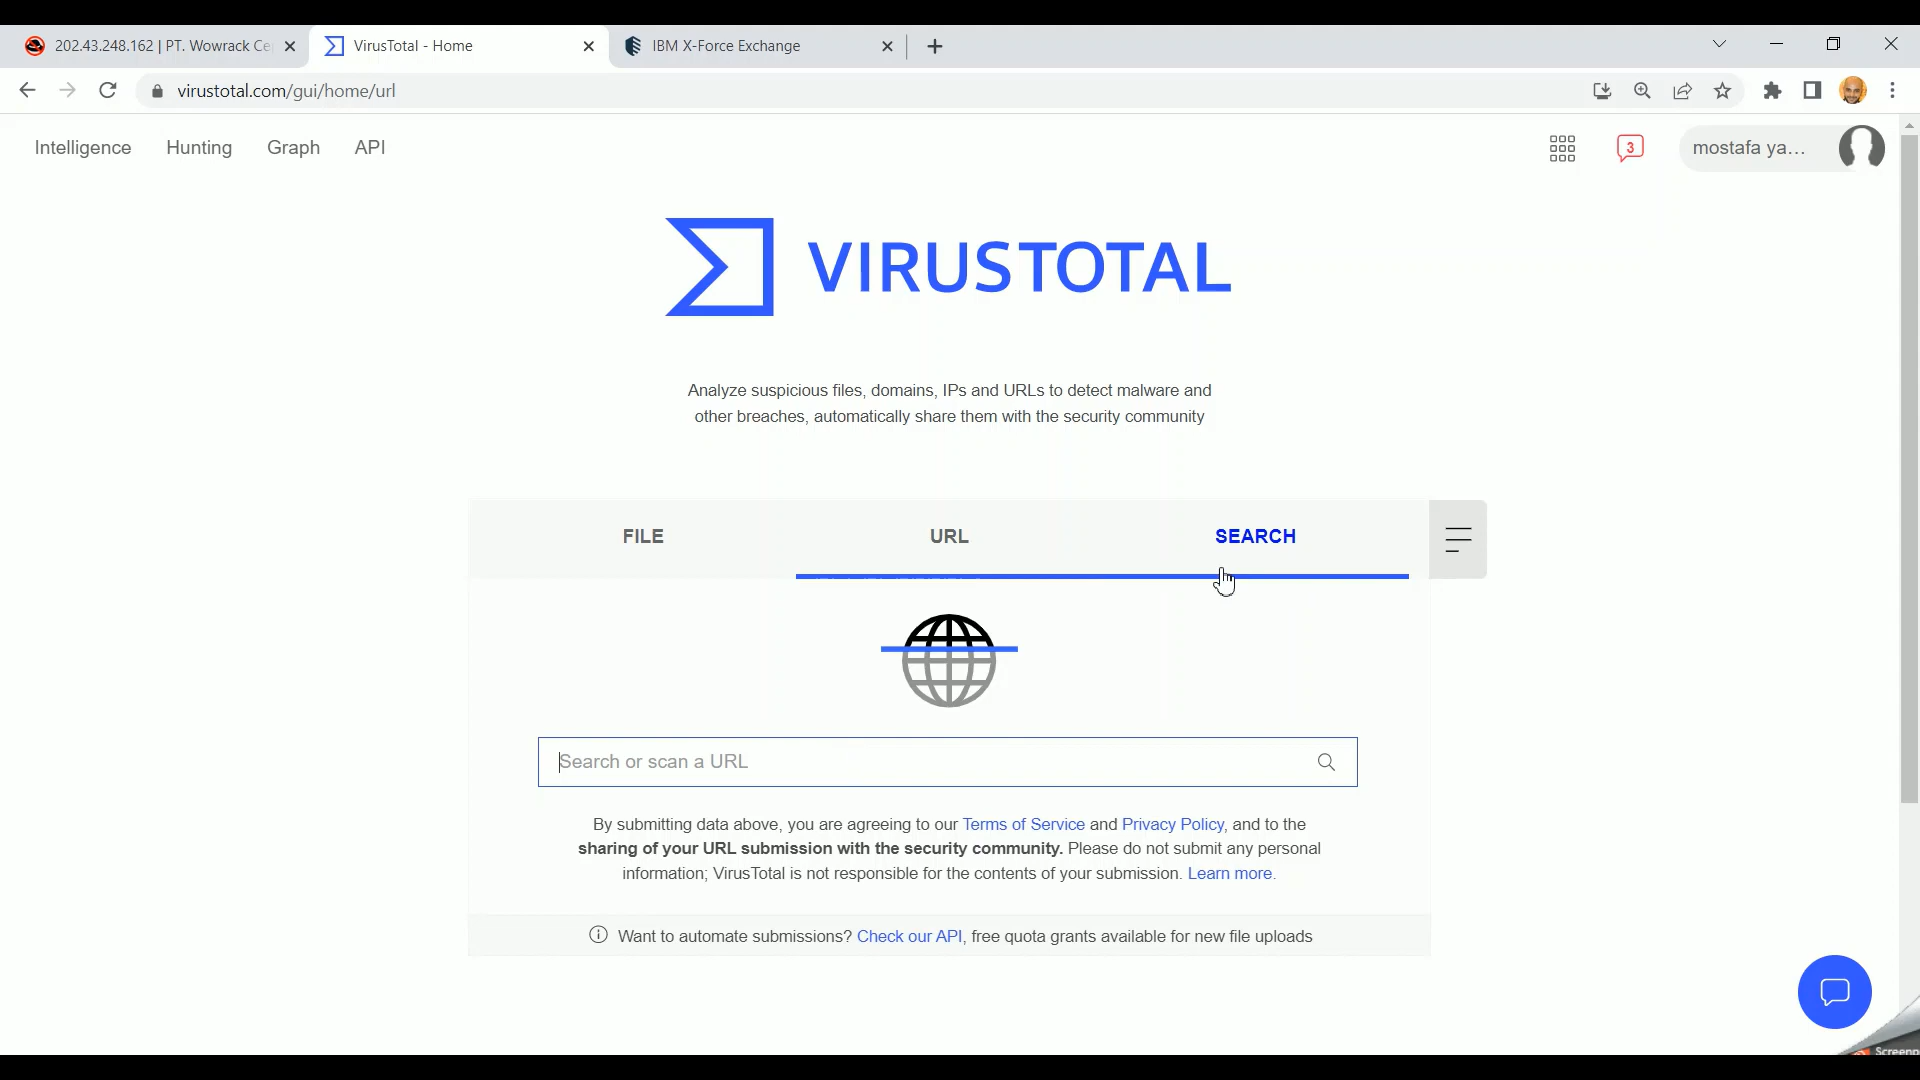 202.43.248.162 | PT. Wowrack Ce
VirusTotal - Home
IBM X-Force Exchange
virustotal.com/gui/home/url
Intelligence
Hunting
Graph
API
3
mostafa ya...
VIRUSTOTAL
Analyze suspicious files, domains, IPs and URLs to detect malware and
other breaches, automatically share them with the security community
FILE
URL
SEARCH
Search or scan a URL
By submitting data above, you are agreeing to our Terms of Service and Privacy Policy, and to the
sharing of your URL submission with the security community. Please do not submit any personal
information; VirusTotal is not responsible for the contents of your submission. Learn more.
Want to automate submissions? Check our API, free quota grants available for new file uploads